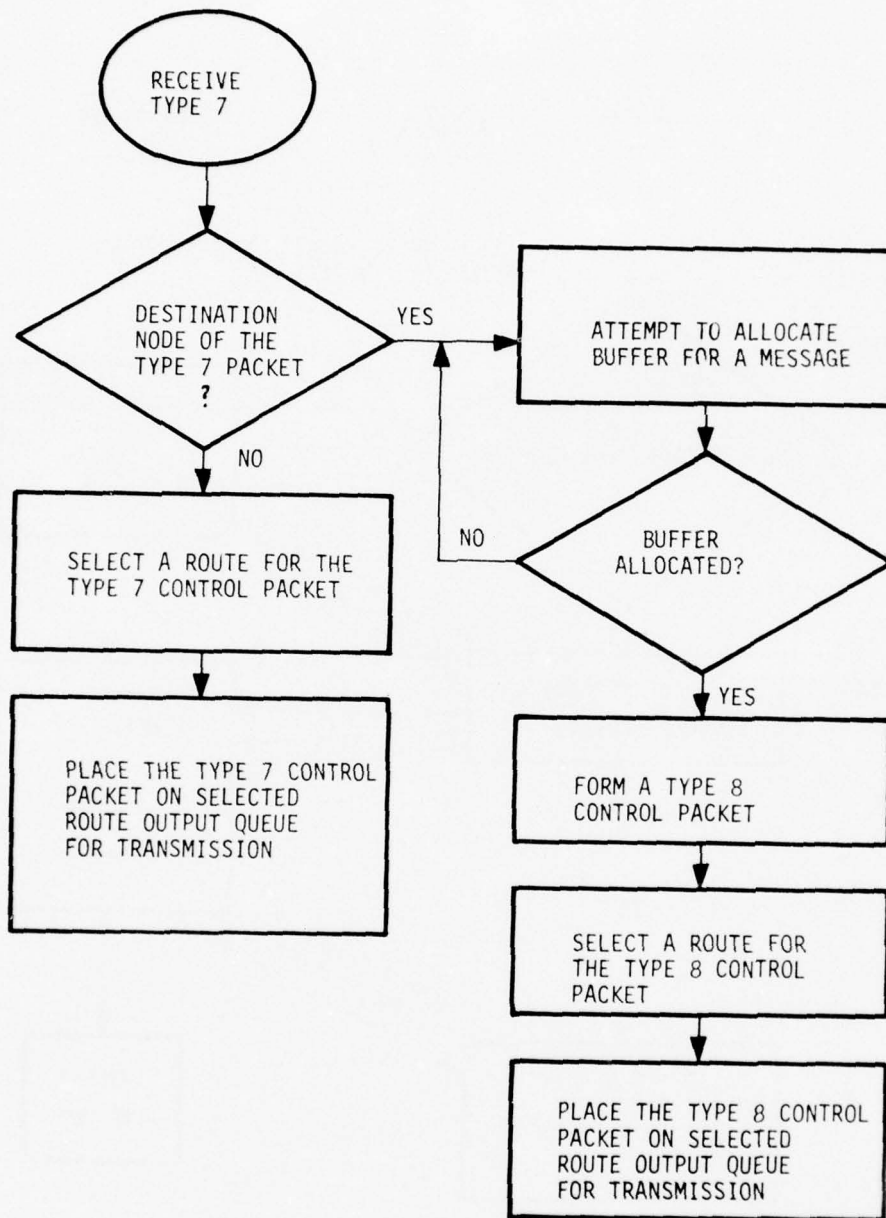 RECEIVE
TYPE 7
DESTINATION
NODE OF THE
TYPE 7 PACKET
?
YES
NO
SELECT A ROUTE FOR THE
TYPE 7 CONTROL PACKET
PLACE THE TYPE 7 CONTROL
PACKET ON SELECTED
ROUTE OUTPUT QUEUE
FOR TRANSMISSION
ATTEMPT TO ALLOCATE
BUFFER FOR A MESSAGE
BUFFER
ALLOCATED?
NO
YES
FORM A TYPE 8
CONTROL PACKET
SELECT A ROUTE FOR
THE TYPE 8 CONTROL
PACKET
PLACE THE TYPE 8 CONTROL
PACKET ON SELECTED
ROUTE OUTPUT QUEUE
FOR TRANSMISSION